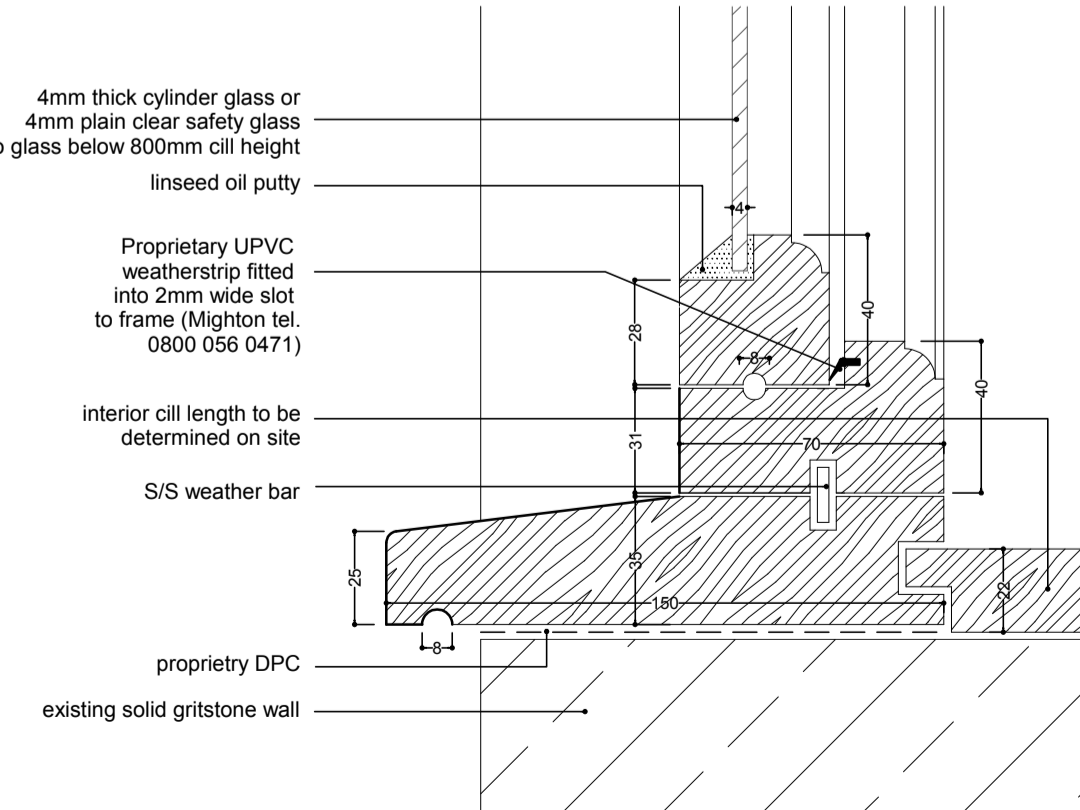 4mm thick cylinder glass or
4mm plain clear safety glass
glass below 800mm cill height
linseed oil putty
Proprietary UPVC
weatherstrip fitted
into 2mm wide slot
to frame (Mighton tel.
0800 056 0471)
interior cill length to be
determined on site
S/S weather bar
proprietry DPC
existing solid gritstone wall
4
40
28
8
40
31
70
35
25
22
150
8